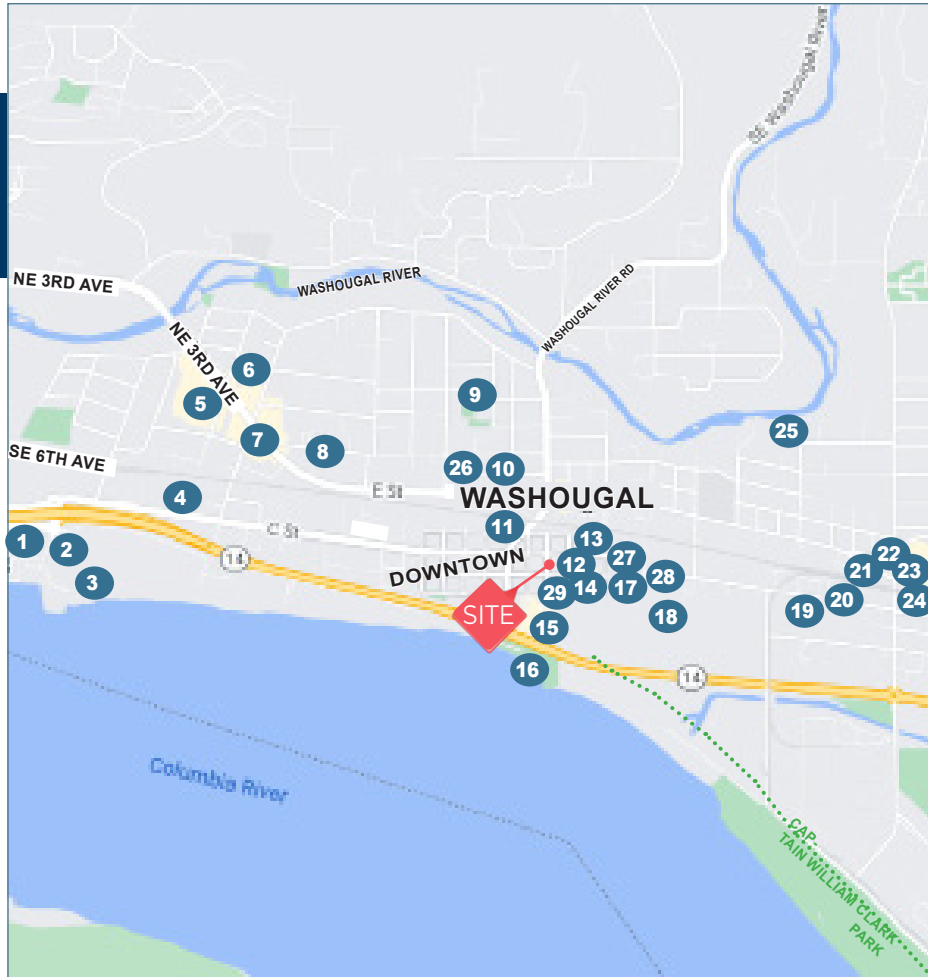 SE Washougal River
NE 3RD AVE
WASHOUGAL RIVER
WASHOUGAL RIVER RD
NE 3RD AVE
6
5
9
7
8
25
SE 6TH AVE
26
10
4
E St
WASHOUGAL
11
C St
1
2
14
DOWNTOWN
13
12
27
22
21
23
3
29
14
17
28
20
24
19
SITE
15
18
16
14
Columbia River
CAP-
TAIN WILLIAM CLARK
PARK